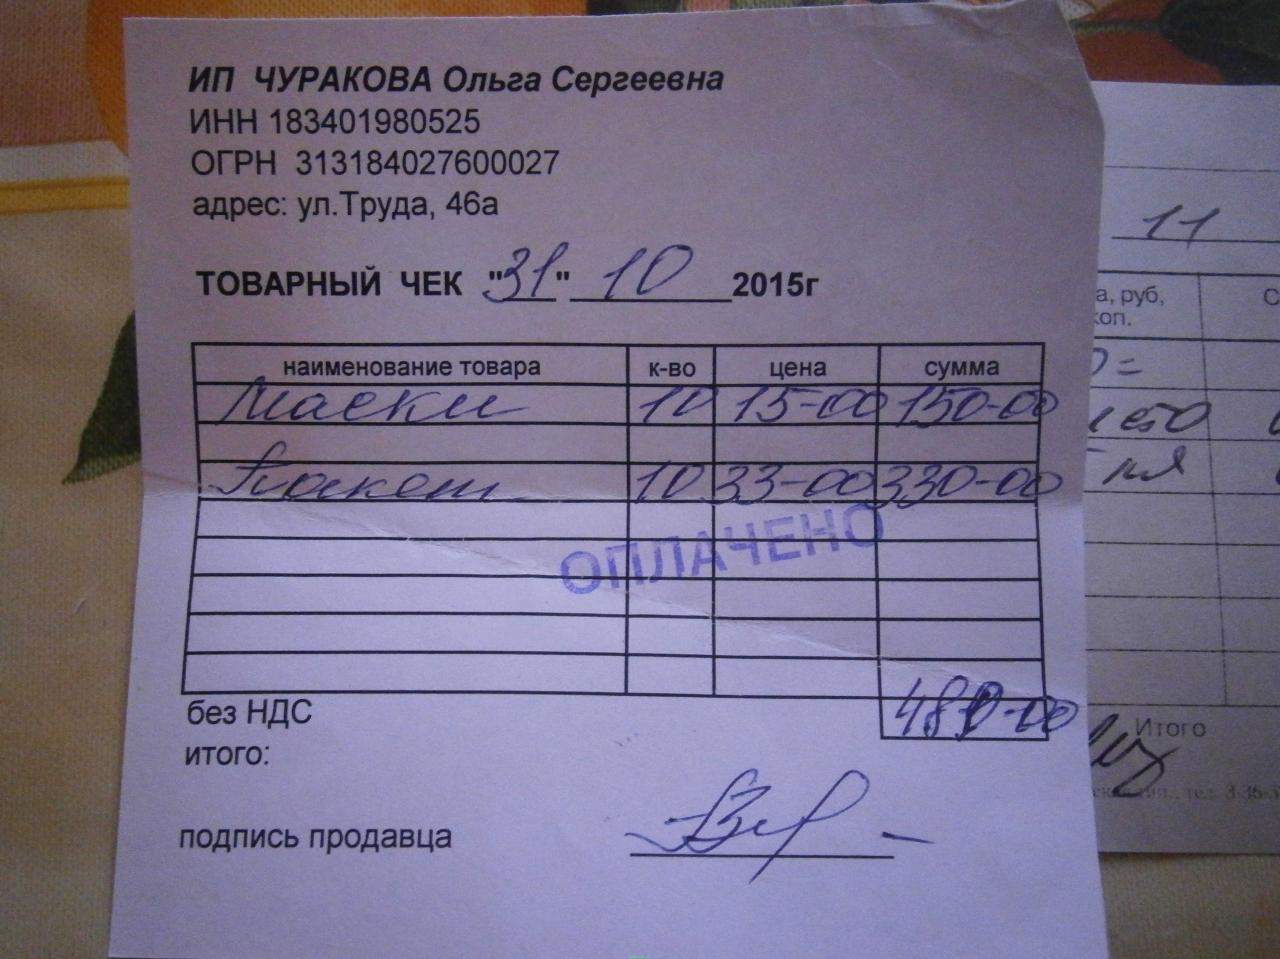 ИП ЧУРАКОВА Ольга Сергеевна
ИНН 183401980525
ОГРН 313184027600027
адрес: ул.Труда, 46а
ТОВАРНЫЙ ЧЕК "31" 10 2015г
наименование товара к-во цена сумма
Маски 10 15-00 150-00
Пакет 10 33-00 330-00
ОПЛАЧЕНО
480-00
без НДС
итого:
подпись продавца
11
а, руб,
коп.
Итого